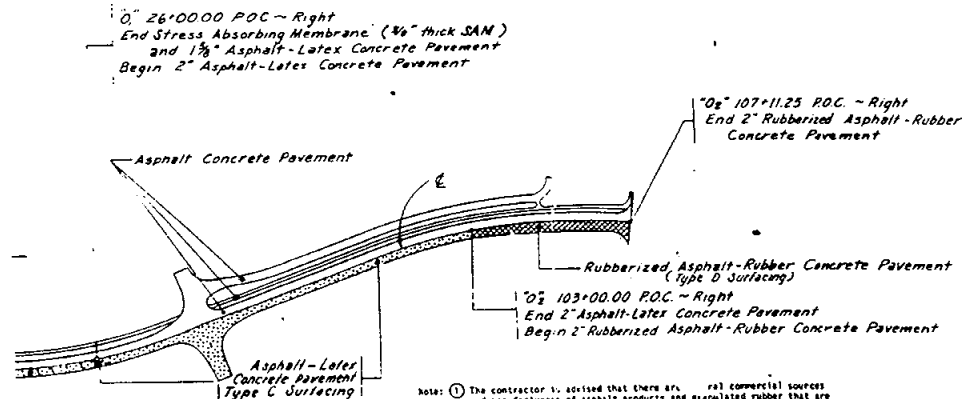 "O," 26+00.00 P.O.C. ~ Right
End Stress Absorbing Membrane (3/8" thick SAM)
and 1 5/8" Asphalt-Latex Concrete Pavement
Begin 2" Asphalt-Latex Concrete Pavement
"O2" 107+11.25 P.O.C. ~ Right
End 2" Rubberized Asphalt-Rubber
Concrete Pavement
Asphalt Concrete Pavement
℄
Rubberized Asphalt-Rubber Concrete Pavement
(Type D Surfacing)
"O2" 103+00.00 P.O.C. ~ Right
End 2" Asphalt-Latex Concrete Pavement
Begin 2" Rubberized Asphalt-Rubber Concrete Pavement
Asphalt-Latex
Concrete Pavement
Type C Surfacing
Note: 1 The contractor is advised that there are commercial sources
of asphalt products and granulated rubber that are